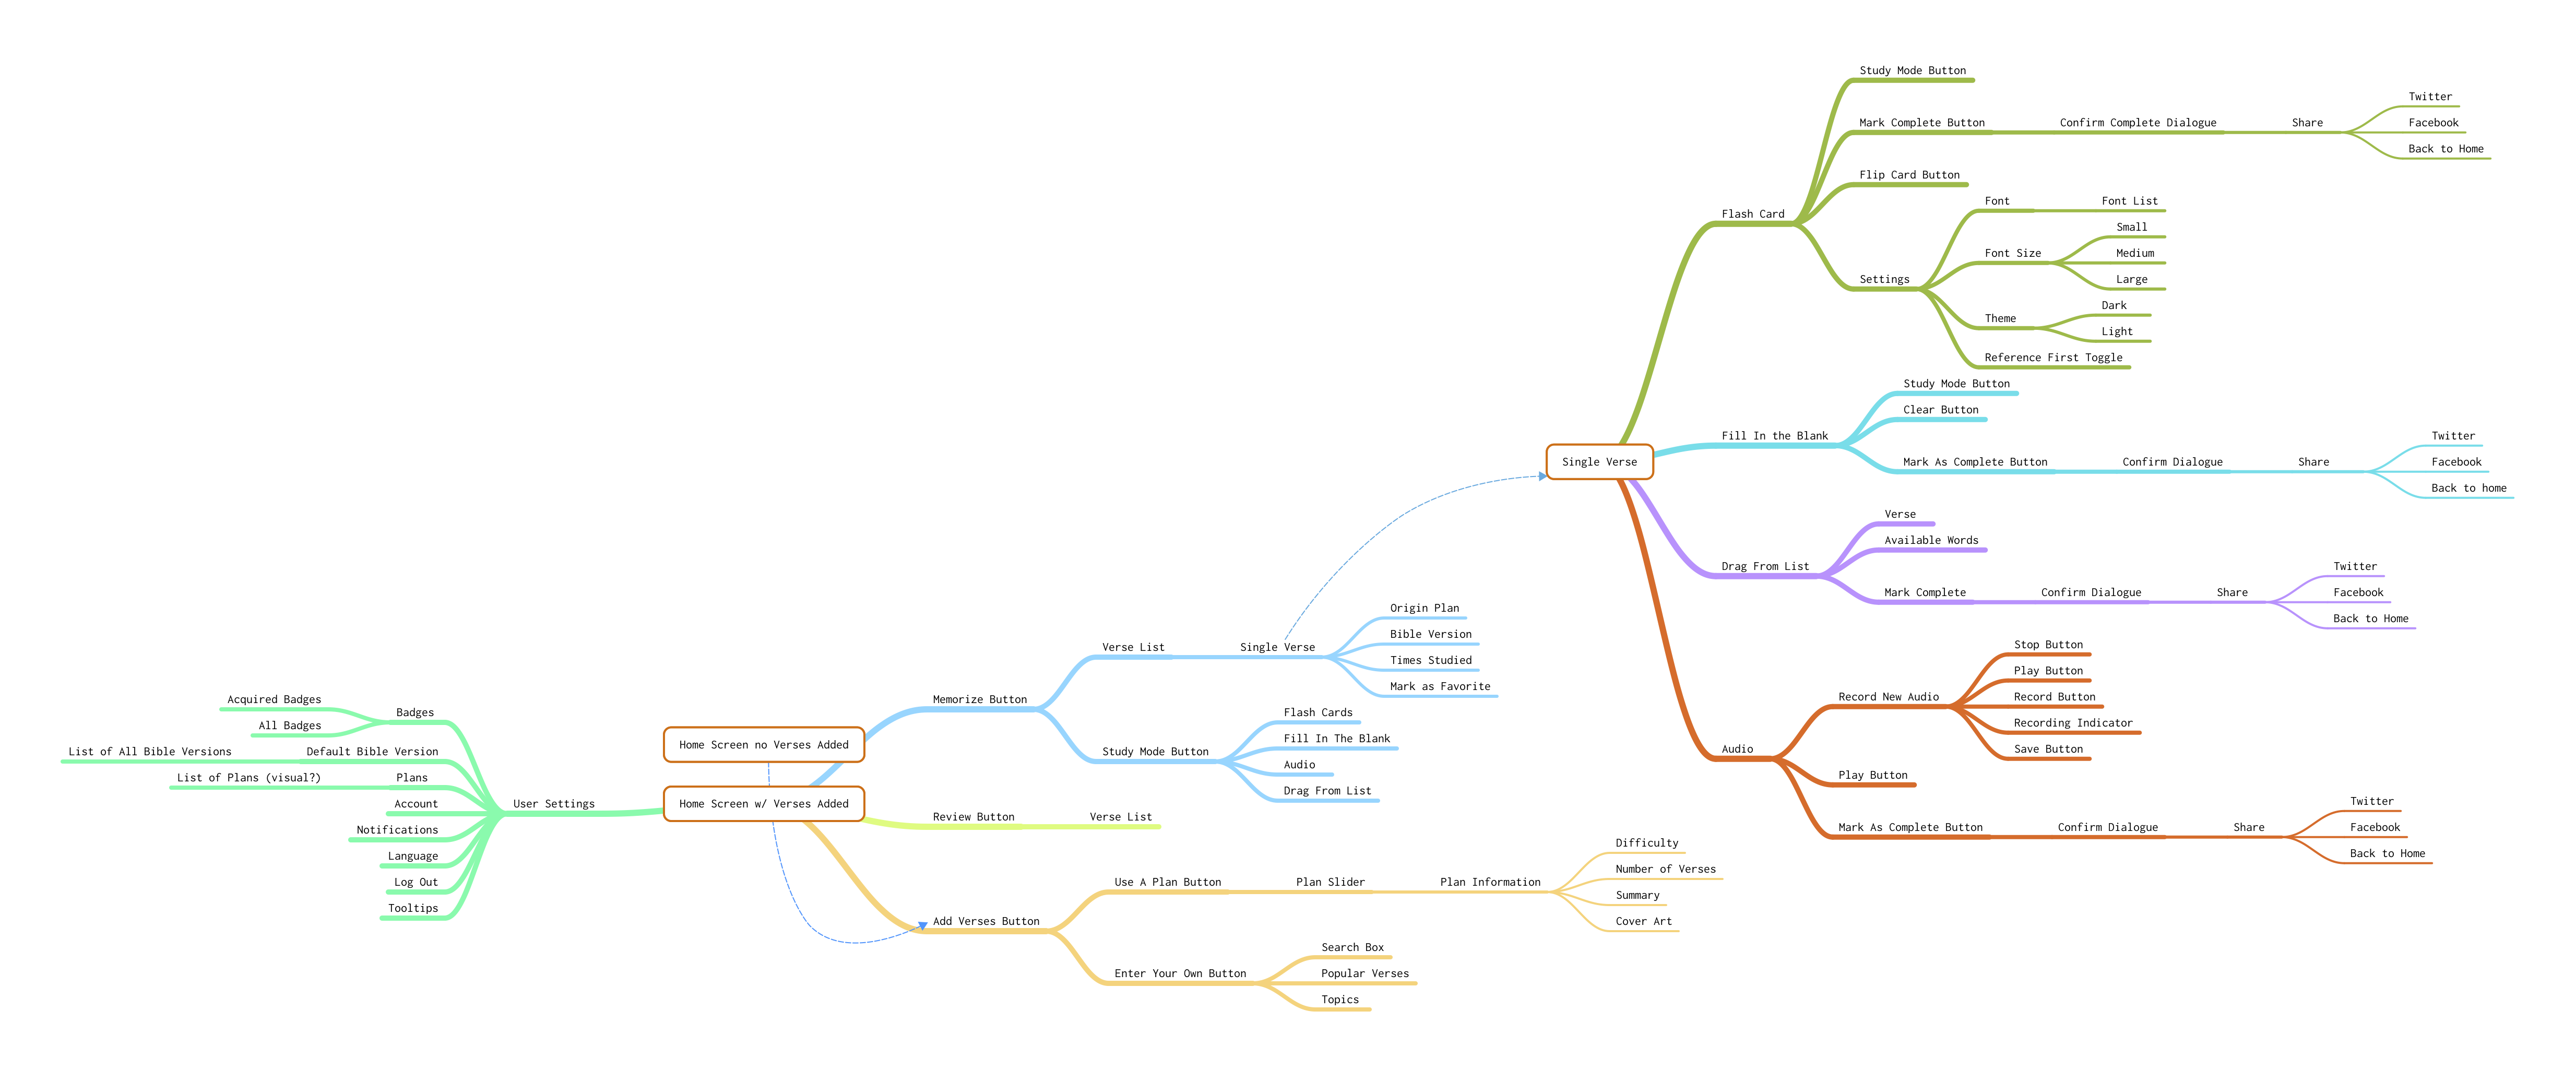 Study Mode Button
Twitter
Mark Complete Button
Confirm Complete Dialogue
Share
Facebook
Back to Home
Flip Card Button
Flash Card
Font
Font List
Small
Font Size
Medium
Large
Settings
Dark
Theme
Light
Reference First Toggle
Single Verse
Study Mode Button
Clear Button
Fill In the Blank
Mark As Complete Button
Confirm Dialogue
Share
Twitter
Facebook
Back to home
Verse
Available Words
Drag From List
Mark Complete
Confirm Dialogue
Share
Twitter
Facebook
Back to Home
Stop Button
Play Button
Record New Audio
Record Button
Recording Indicator
Save Button
Audio
Play Button
Mark As Complete Button
Confirm Dialogue
Share
Twitter
Facebook
Back to Home
Home Screen no Verses Added
Home Screen w/ Verses Added
Memorize Button
Verse List
Single Verse
Origin Plan
Bible Version
Times Studied
Mark as Favorite
Study Mode Button
Flash Cards
Fill In The Blank
Audio
Drag From List
Review Button
Verse List
Add Verses Button
Use A Plan Button
Plan Slider
Plan Information
Difficulty
Number of Verses
Summary
Cover Art
Enter Your Own Button
Search Box
Popular Verses
Topics
User Settings
Badges
Acquired Badges
All Badges
Default Bible Version
List of All Bible Versions
Plans
List of Plans (visual?)
Account
Notifications
Language
Log Out
Tooltips